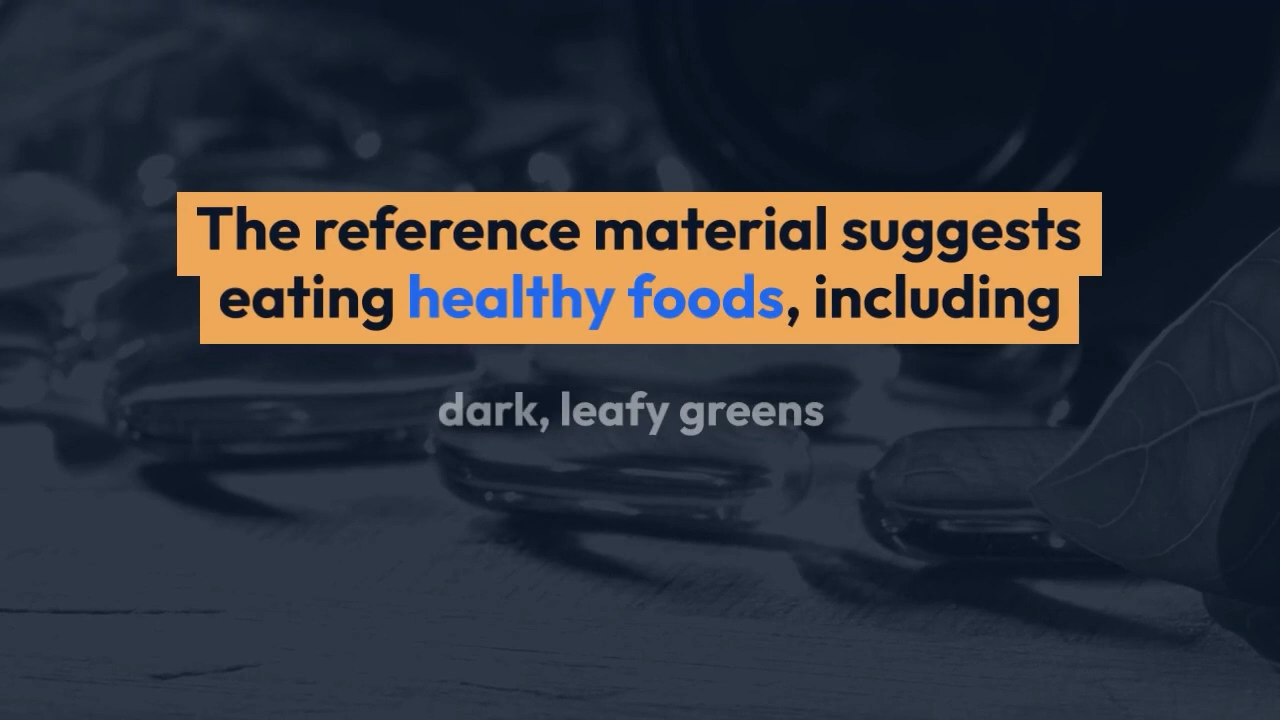 The reference material suggests
eating healthy foods, including
dark, leafy greens